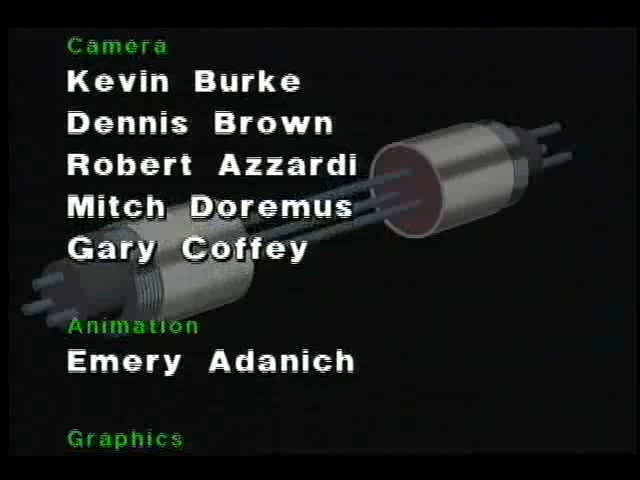 Camera
Kevin Burke
Dennis Brown
Robert Azzardi
Mitch Doremus
Gary Coffey
Animation
Emery Adanich
Graphics